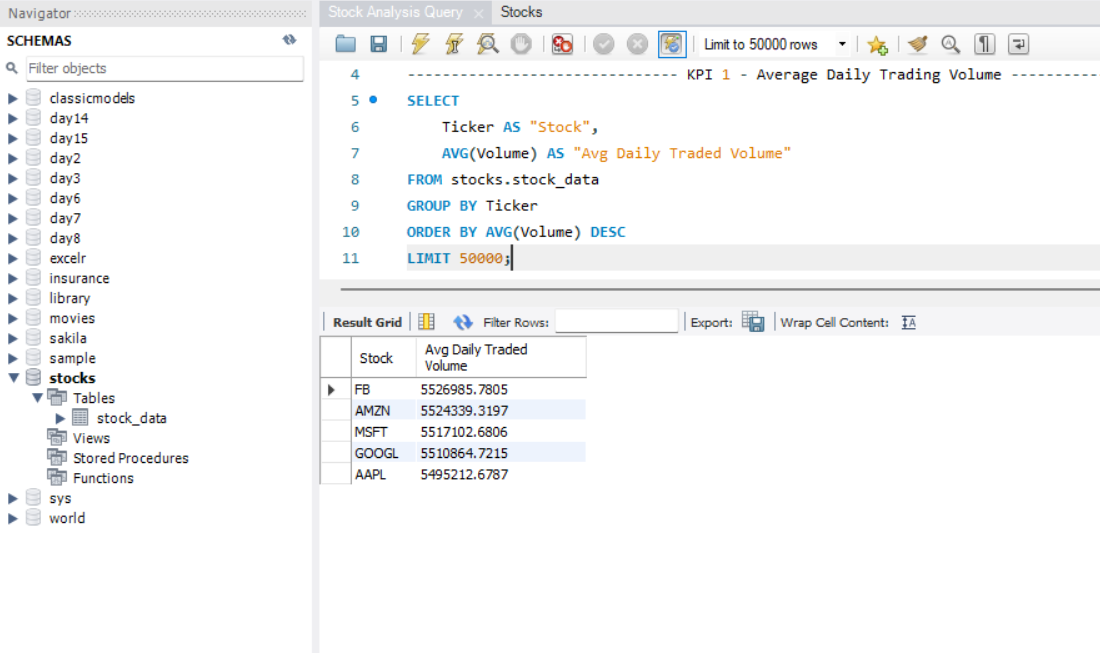 Navigator
SCHEMAS
Filter objects
classicmodels
day14
day15
day2
day3
day6
day7
day8
excelr
insurance
library
movies
sakila
sample
stocks
Tables
stock_data
Views
Stored Procedures
Functions
sys
world
Stock Analysis Query Stocks
Limit to 50000 rows
4 ------------------------------- KPI 1 - Average Daily Trading Volume ----------
5 SELECT
6 Ticker AS "Stock",
7 AVG(Volume) AS "Avg Daily Traded Volume"
8 FROM stocks.stock_data
9 GROUP BY Ticker
10 ORDER BY AVG(Volume) DESC
11 LIMIT 50000;
Result Grid Filter Rows: Export: Wrap Cell Content: IA
Stock Avg Daily Traded
Volume
FB 5526985.7805
AMZN 5524339.3197
MSFT 5517102.6806
GOOGL 5510864.7215
AAPL 5495212.6787